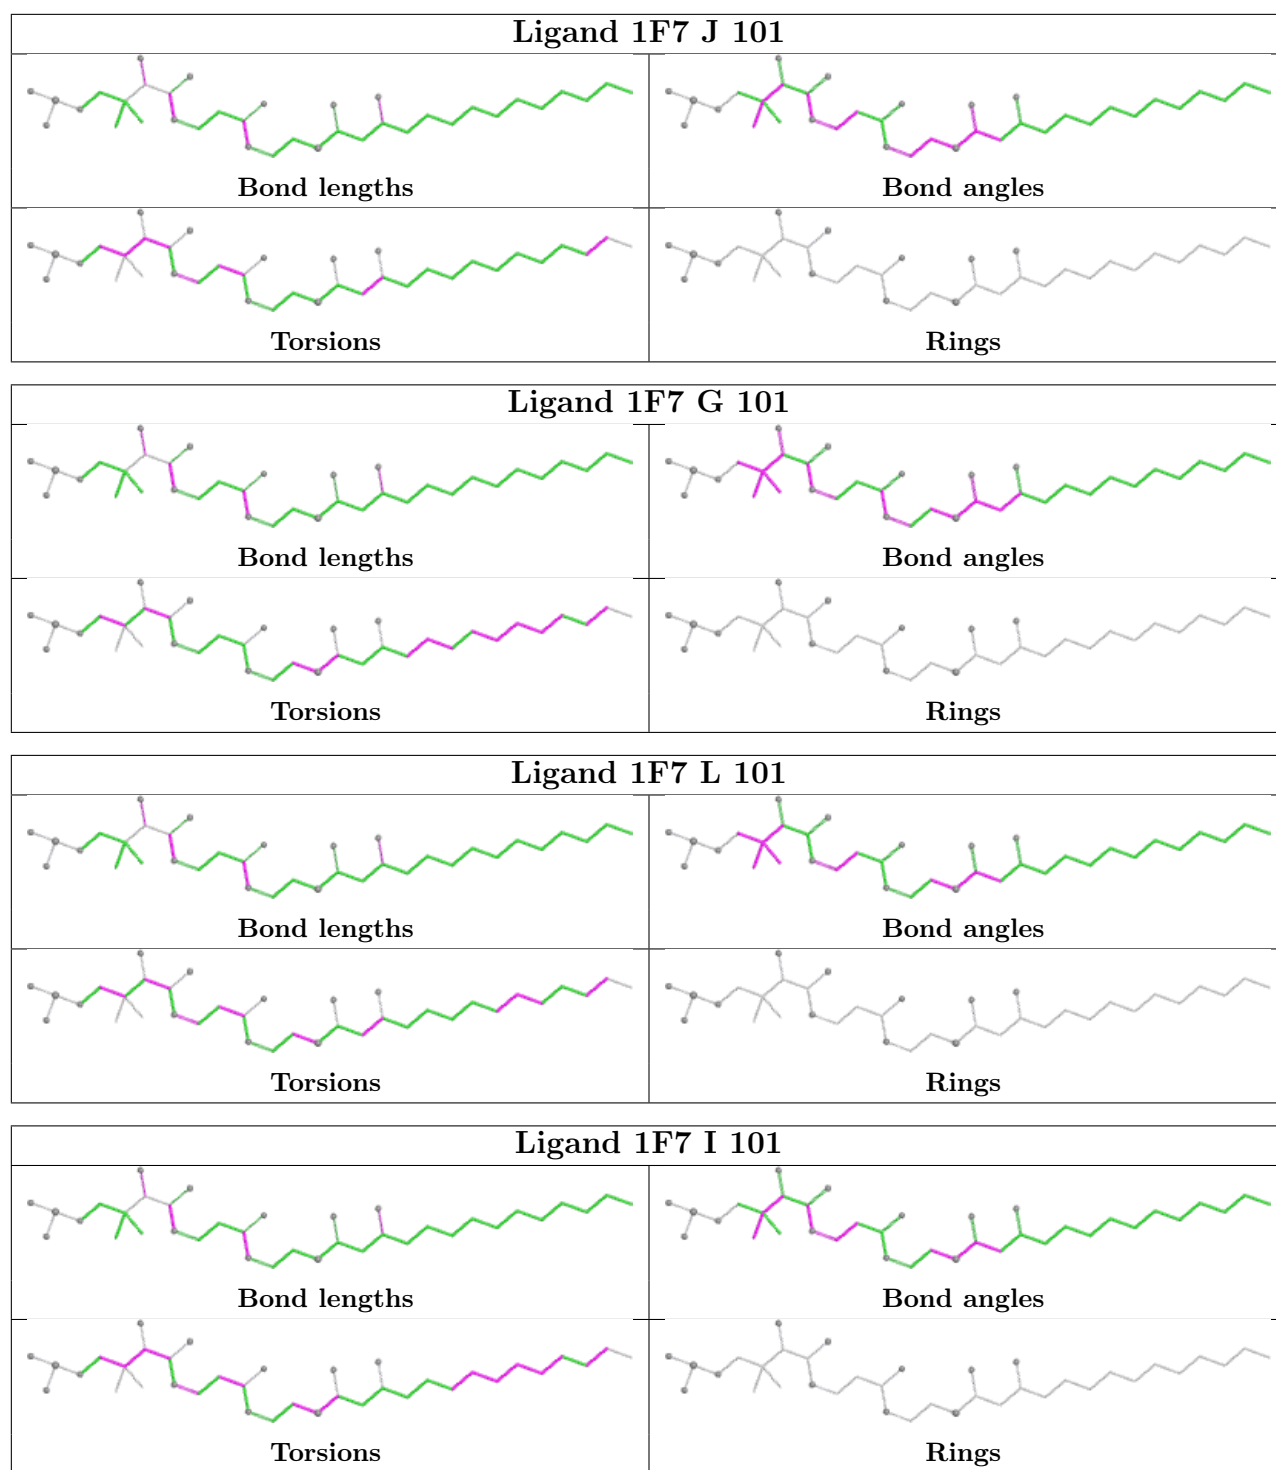 Ligand 1F7 J 101
Bond lengths
Bond angles
Torsions
Rings
Ligand 1F7 G 101
Bond lengths
Bond angles
Torsions
Rings
Ligand 1F7 L 101
Bond lengths
Bond angles
Torsions
Rings
Ligand 1F7 I 101
Bond lengths
Bond angles
Torsions
Rings